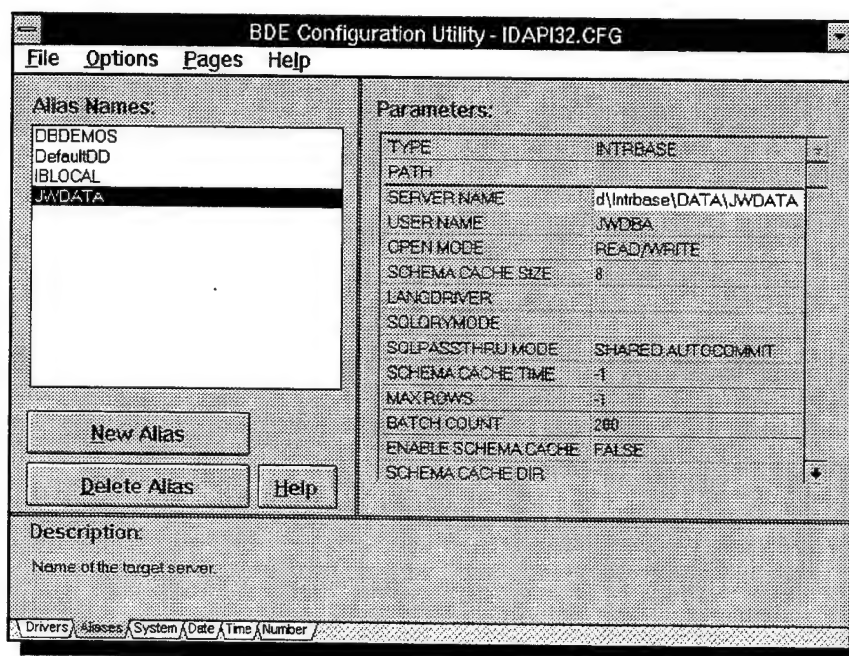 BDE Configuration Utility - IDAPI32.CFG
File Options Pages Help
Alias Names:
DBDEMOS
DefaultDD
IBLOCAL
JWDATA
New Alias
Delete Alias Help
Parameters:
TYPE INTRBASE
PATH
SERVER NAME d\Intrbase\DATA\JWDATA
USER NAME JWDBA
OPEN MODE READ/WRITE
SCHEMA CACHE SIZE 8
LANGDRIVER
SQLQRYMODE
SQLPASSTHRU MODE SHARED AUTOCOMMIT
SCHEMA CACHE TIME -1
MAX ROWS -1
BATCH COUNT 200
ENABLE SCHEMA CACHE FALSE
SCHEMA CACHE DIR
Description:
Name of the target server.
Drivers Aliases System Date Time Number